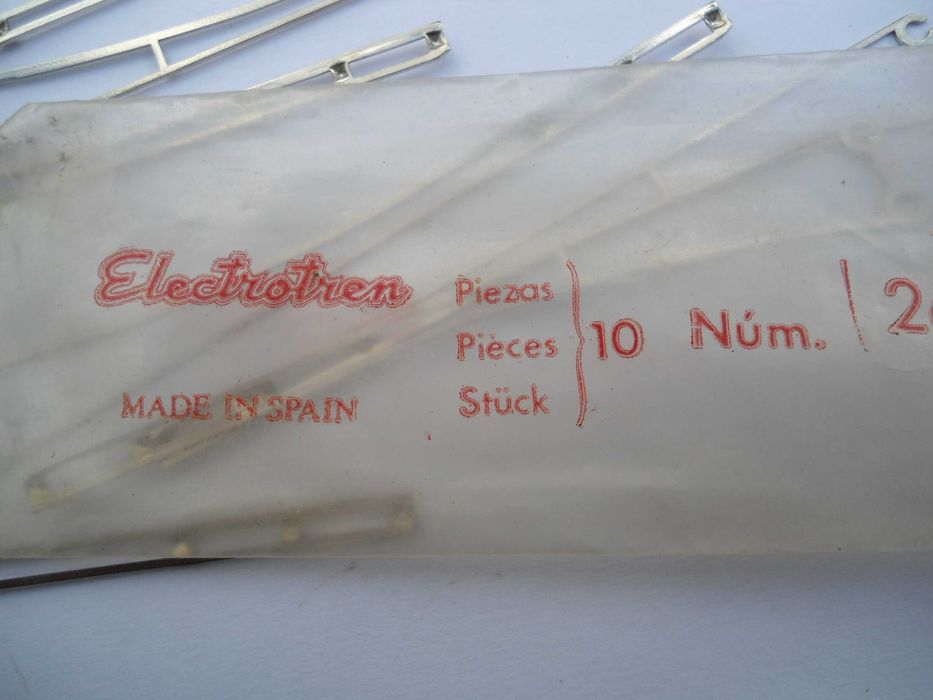 Electrotren
MADE IN SPAIN
Piezas
Pièces
Stück
10 Núm.